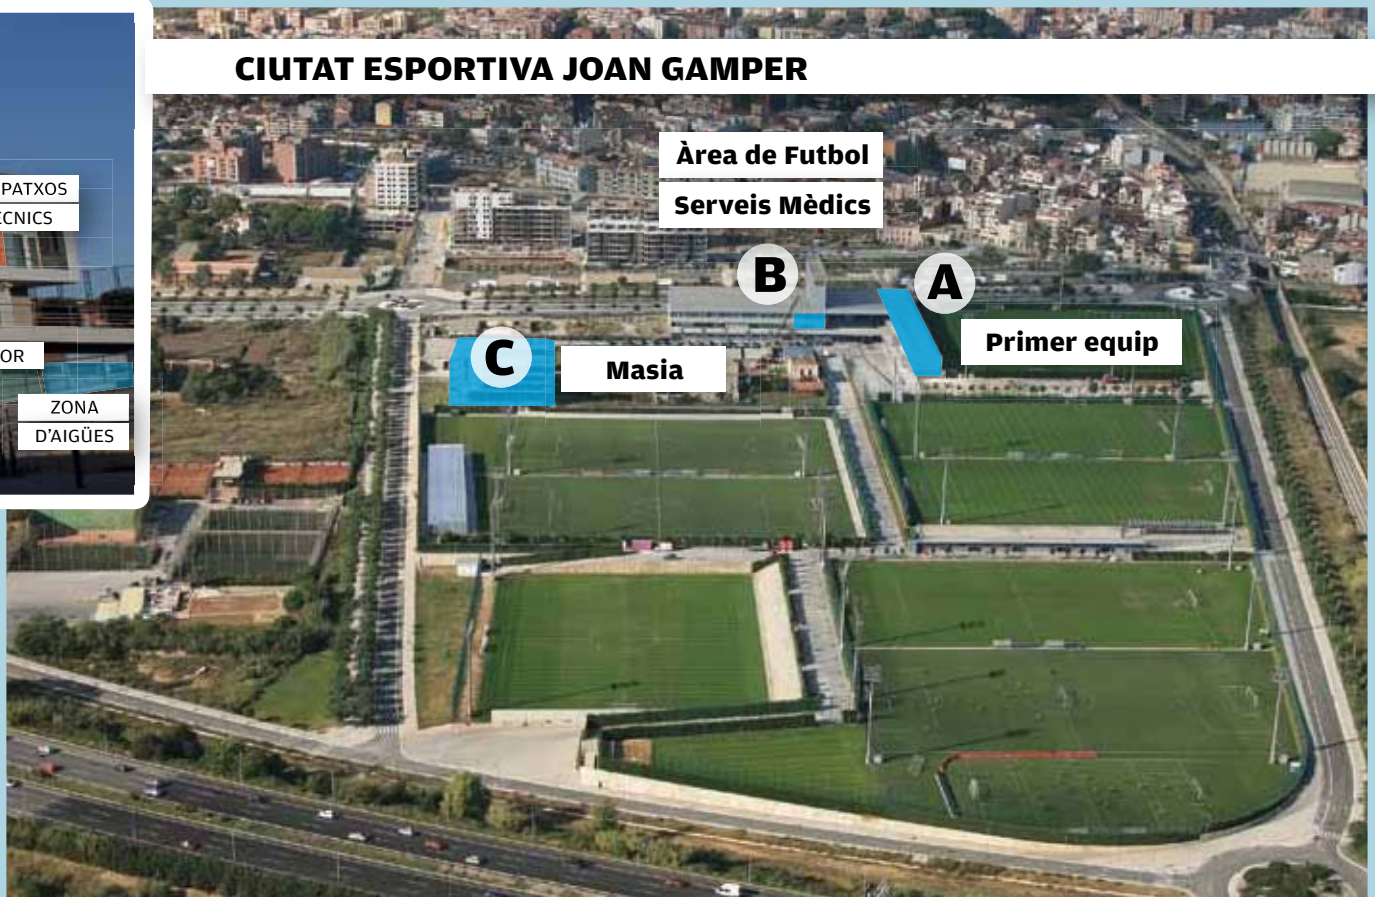 CIUTAT ESPORTIVA JOAN GAMPER
PATXOS
ECNICS
OR
ZONA
D'AIGÜES
Àrea de Futbol
Serveis Mèdics
B
A
Primer equip
C
Masia